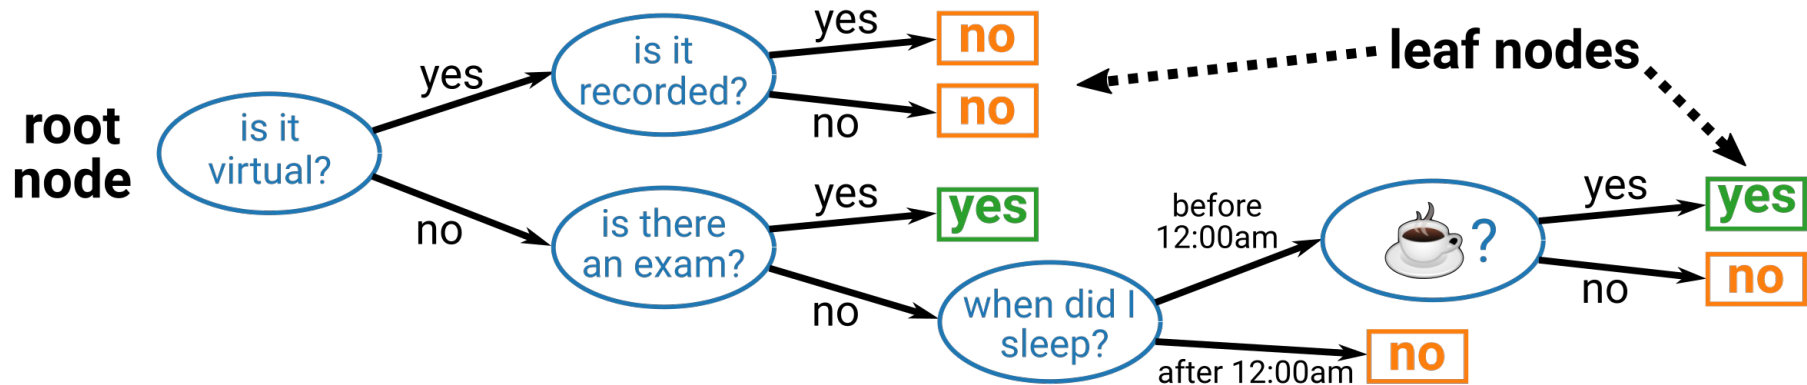 root
node
is it
virtual?
yes
no
is it
recorded?
yes
no
no
no
leaf nodes
is there
an exam?
yes
yes
no
when did I
sleep?
before
12:00am
after 12:00am
no
?
yes
yes
no
no